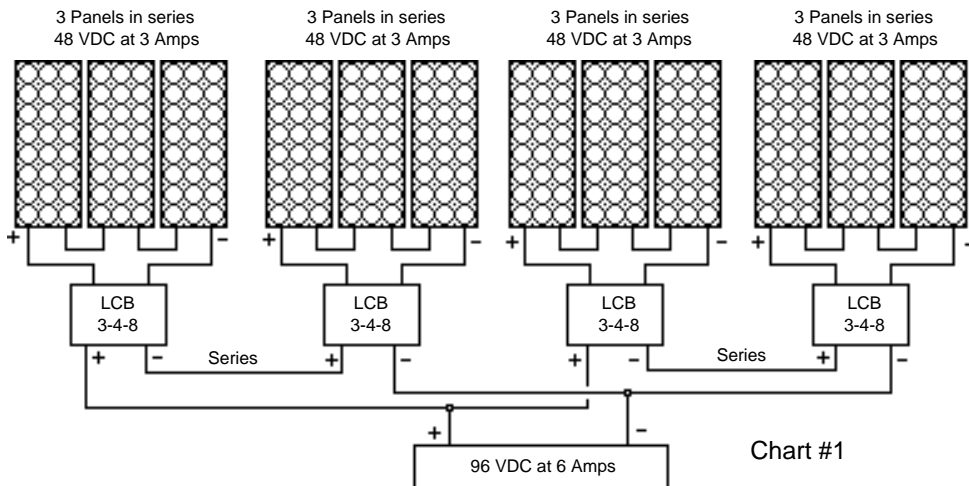 3 Panels in series
48 VDC at 3 Amps
3 Panels in series
48 VDC at 3 Amps
3 Panels in series
48 VDC at 3 Amps
3 Panels in series
48 VDC at 3 Amps
+ - + - + - + -
LCB
3-4-8
LCB
3-4-8
LCB
3-4-8
LCB
3-4-8
+ - Series + - + - Series + -
+ -
96 VDC at 6 Amps
Chart #1